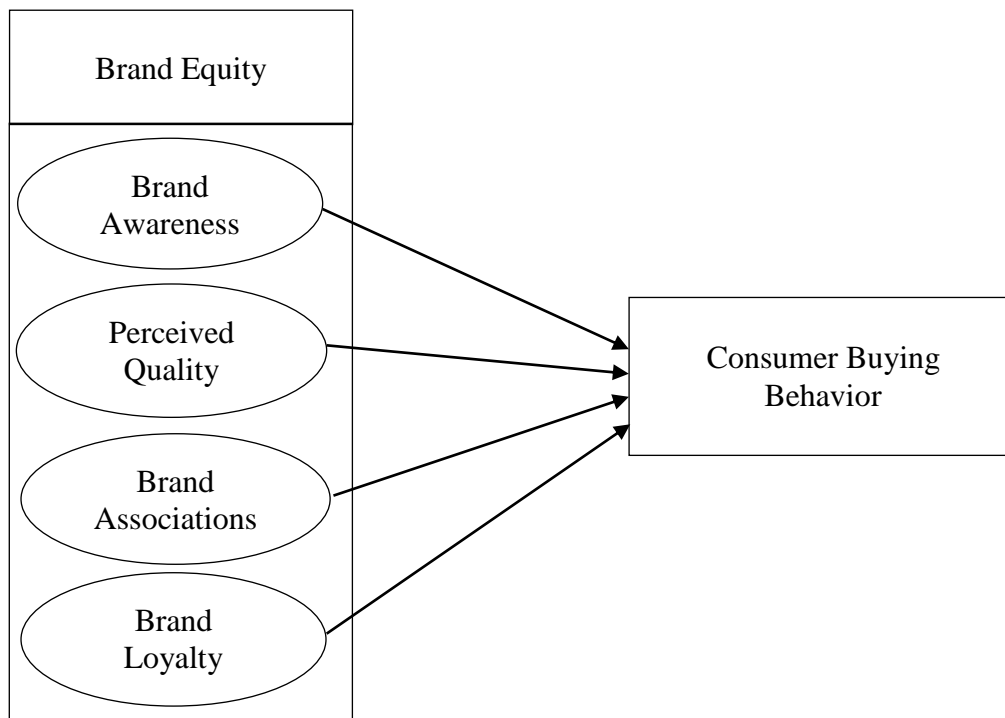 Brand Equity
Brand
Awareness
Perceived
Quality
Brand
Associations
Brand
Loyalty
Consumer Buying
Behavior